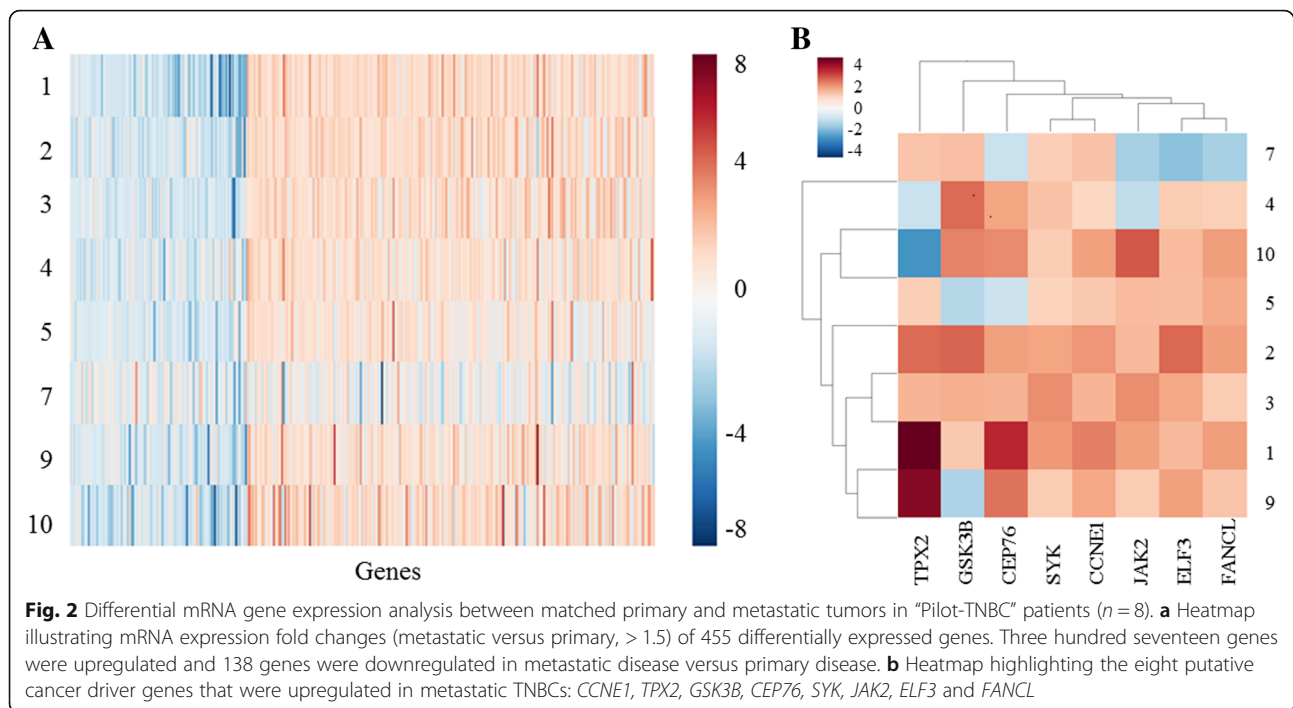 A
1
2
3
4
5
7
9
10
Genes
8
4
0
-4
-8
B
4
2
0
-2
-4
7
4
10
5
2
3
1
9
TPX2
GSK3B
CEP76
SYK
CCNE1
JAK2
ELF3
FANCL
Fig. 2 Differential mRNA gene expression analysis between matched primary and metastatic tumors in “Pilot-TNBC” patients (n = 8). a Heatmap
illustrating mRNA expression fold changes (metastatic versus primary, > 1.5) of 455 differentially expressed genes. Three hundred seventeen genes
were upregulated and 138 genes were downregulated in metastatic disease versus primary disease. b Heatmap highlighting the eight putative
cancer driver genes that were upregulated in metastatic TNBCs: CCNE1, TPX2, GSK3B, CEP76, SYK, JAK2, ELF3 and FANCL